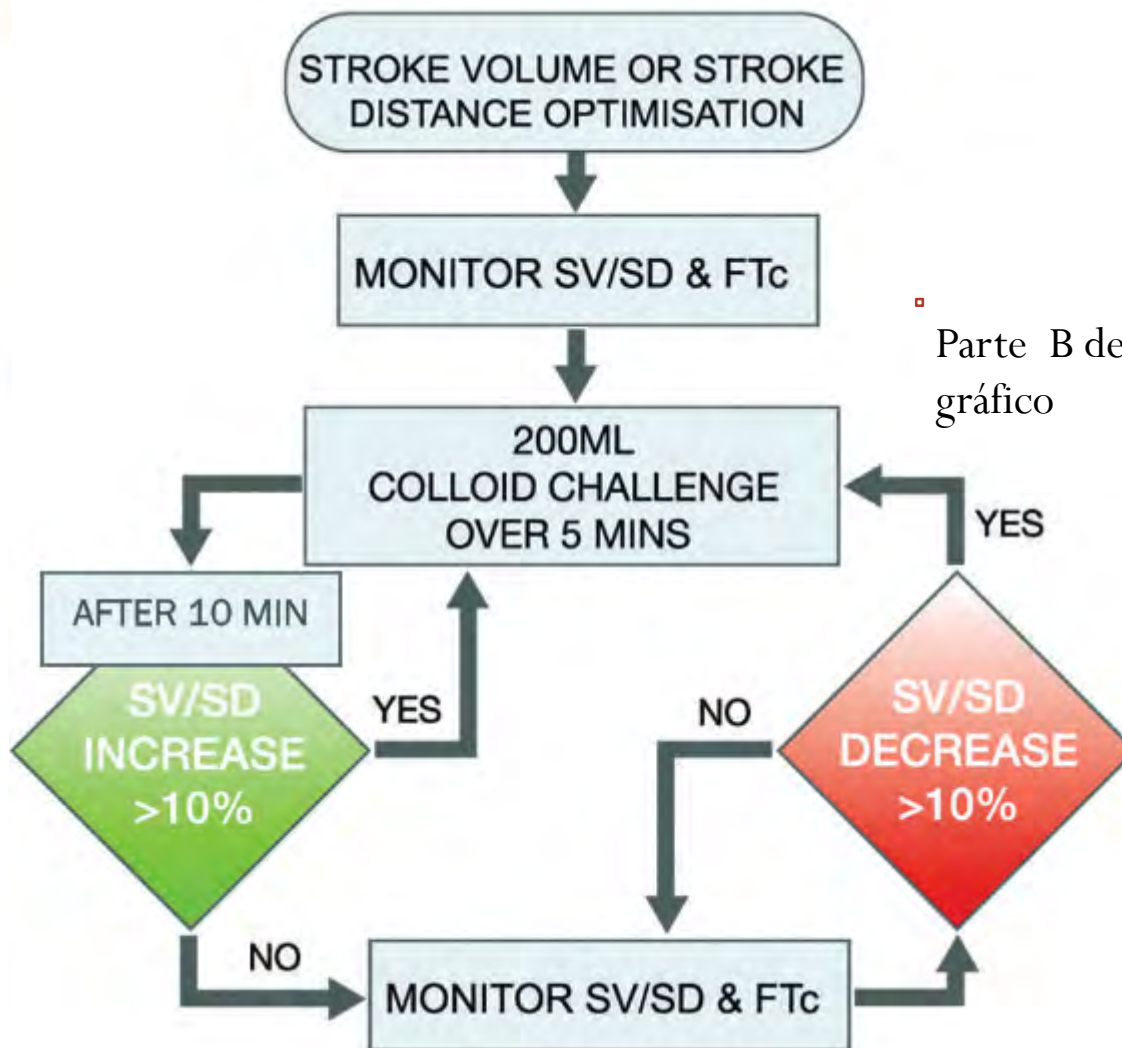 STROKE VOLUME OR STROKE
DISTANCE OPTIMISATION
MONITOR SV/SD & FTc
Parte B de
gráfico
200ML
COLLOID CHALLENGE
OVER 5 MINS
YES
AFTER 10 MIN
SV/SD
INCREASE
>10%
YES
NO
SV/SD
DECREASE
>10%
NO
MONITOR SV/SD & FTc